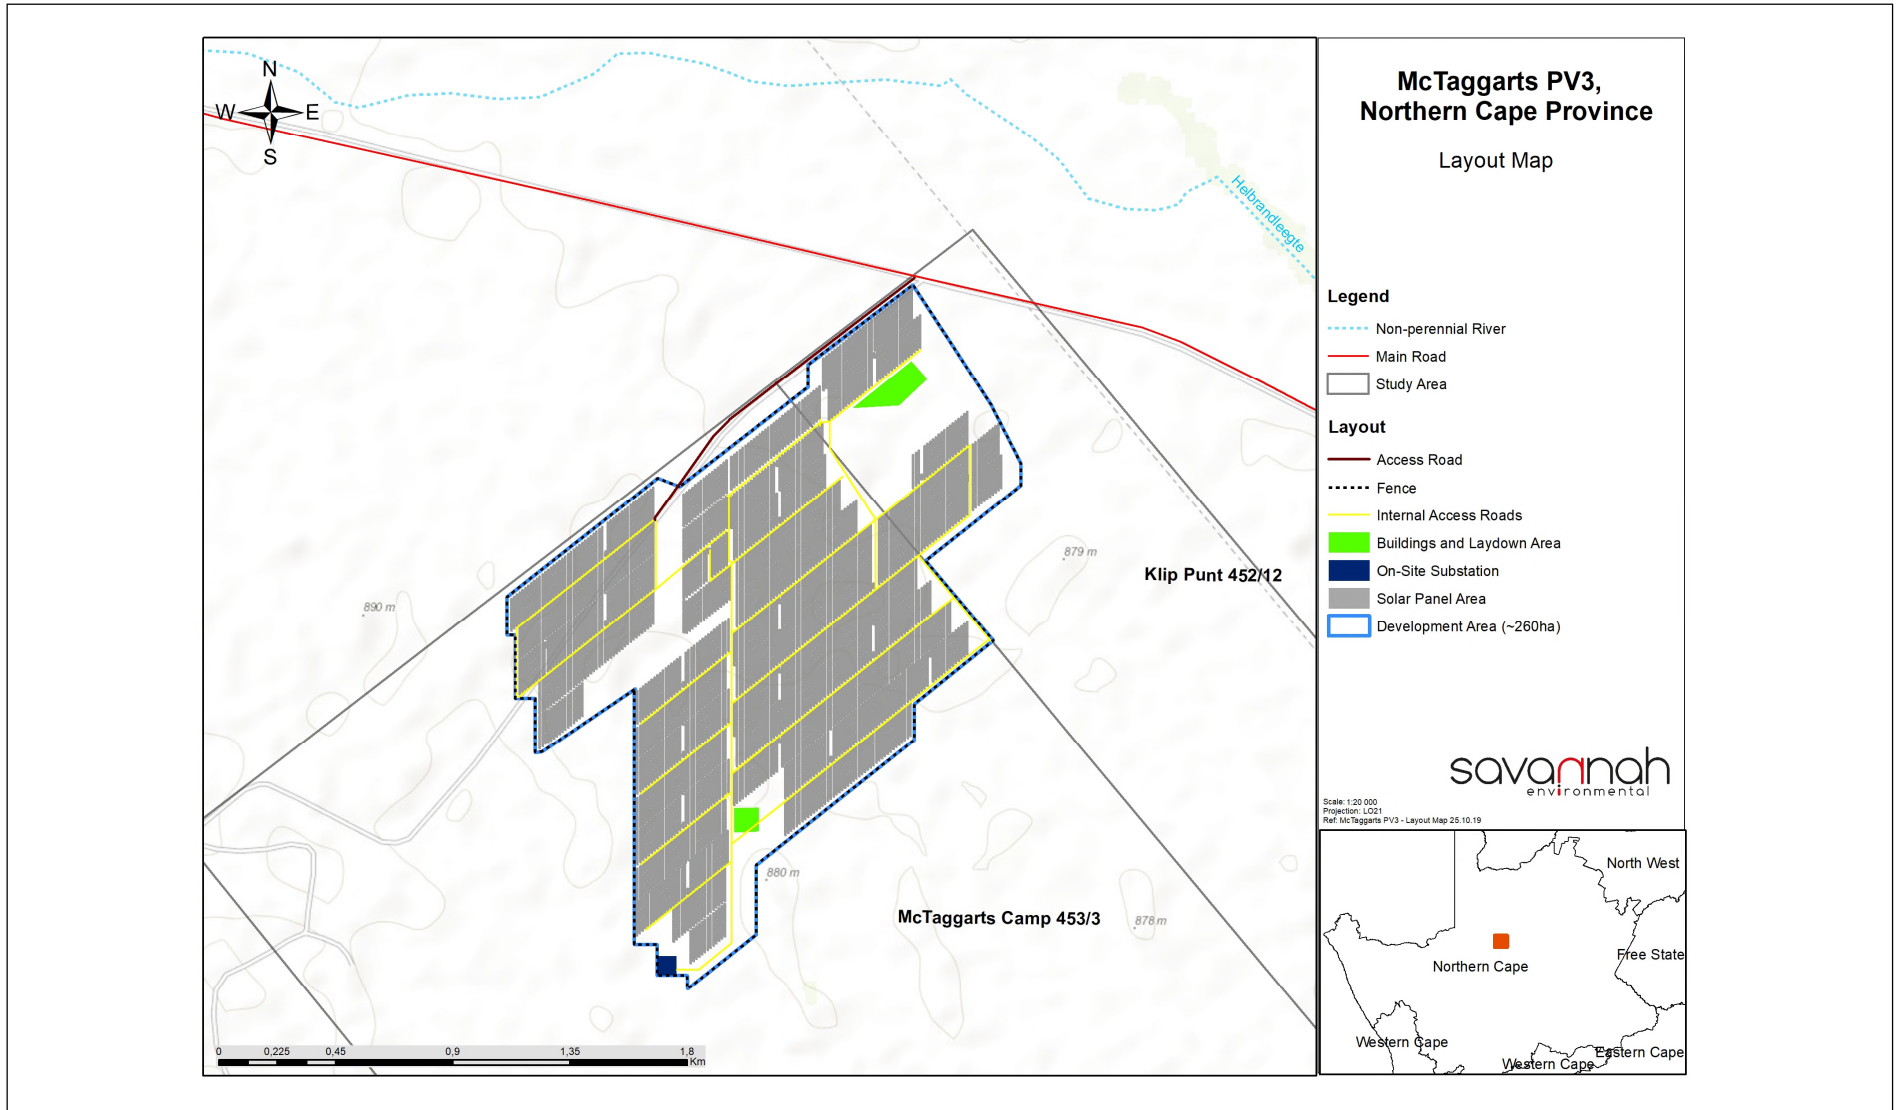 McTaggarts PV3,
Northern Cape Province
Layout Map
N
W
E
S
Helbrandleegte
890 m
879 m
Klip Punt 452/12
880 m
McTaggarts Camp 453/3
878 m
0 0,225 0,45 0,9 1,35 1,8
Km
Legend
Non-perennial River
Main Road
Study Area
Layout
Access Road
Fence
Internal Access Roads
Buildings and Laydown Area
On-Site Substation
Solar Panel Area
Development Area (~260ha)
savannah
environmental
Scale: 1:20 000
Projection: LO21
Ref: McTaggarts PV3 - Layout Map 25.10.19
North West
Free State
Northern Cape
Western Cape
Eastern Cape
Western Cape